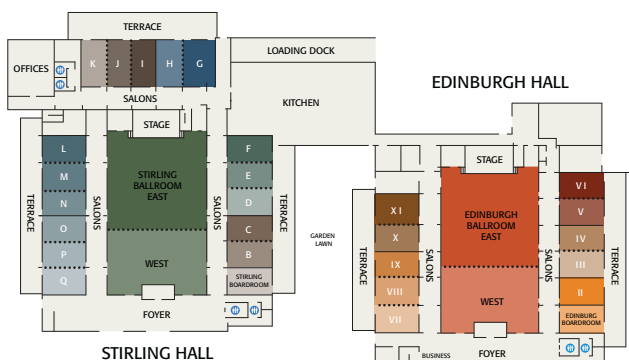 TERRACE
OFFICES
K J I H G
LOADING DOCK
SALONS
KITCHEN
EDINBURGH HALL
STAGE
L
M
N
O
P
Q
TERRACE
SALONS
STIRLING
BALLROOM
EAST
WEST
SALONS
F
E
D
C
B
STIRLING
BOARDROOM
TERRACE
FOYER
STIRLING HALL
GARDEN
LAWN
TERRACE
STAGE
XI
X
IX
VIII
VII
SALONS
EDINBURGH
BALLROOM
EAST
WEST
SALONS
VI
V
IV
III
II
EDINBURG
BOARDROOM
TERRACE
BUSINESS
FOYER